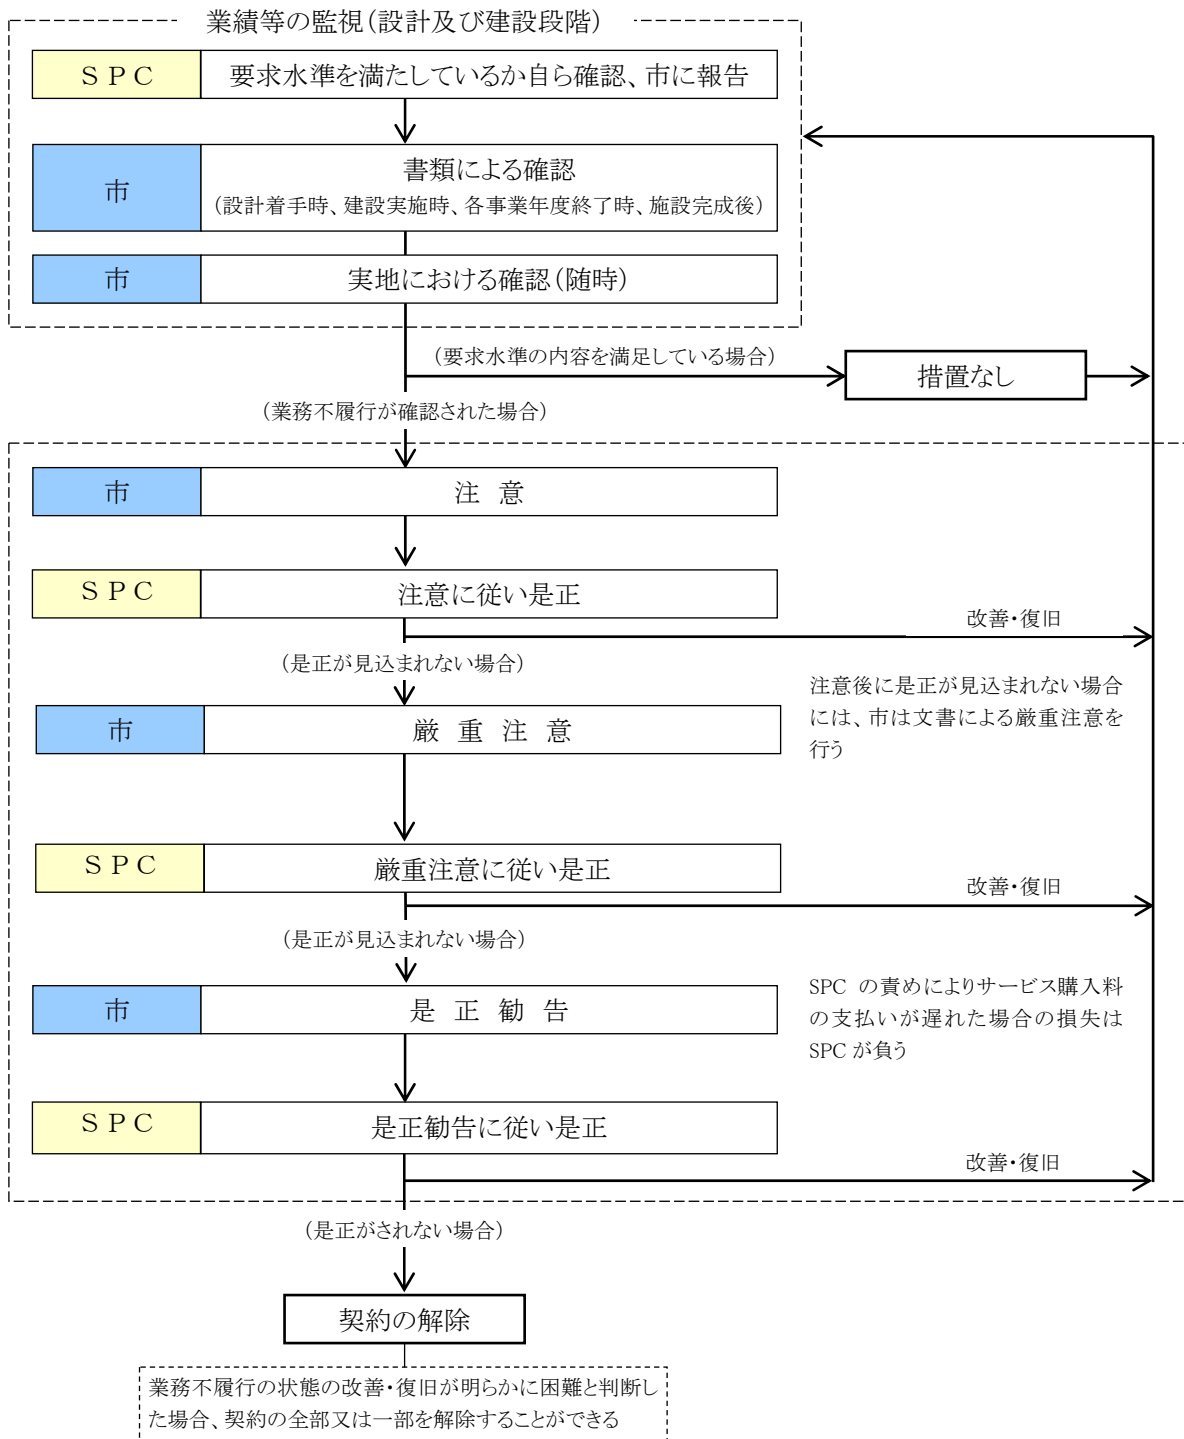 業績等の監視（設計及び建設段階）
ＳＰＣ 要求水準を満たしているか自ら確認、市に報告
市 書類による確認
（設計着手時、建設実施時、各事業年度終了時、施設完成後）
市 実地における確認（随時）
（要求水準の内容を満足している場合）
措置なし
（業務不履行が確認された場合）
市 注 意
ＳＰＣ 注意に従い是正
改善・復旧
（是正が見込まれない場合）
注意後に是正が見込まれない場合
には、市は文書による厳重注意を
行う
市 厳 重 注 意
ＳＰＣ 厳重注意に従い是正
改善・復旧
（是正が見込まれない場合）
SPC の責めによりサービス購入料
の支払いが遅れた場合の損失は
SPC が負う
市 是 正 勧 告
ＳＰＣ 是正勧告に従い是正
改善・復旧
（是正がされない場合）
契約の解除
業務不履行の状態の改善・復旧が明らかに困難と判断し
た場合、契約の全部又は一部を解除することができる